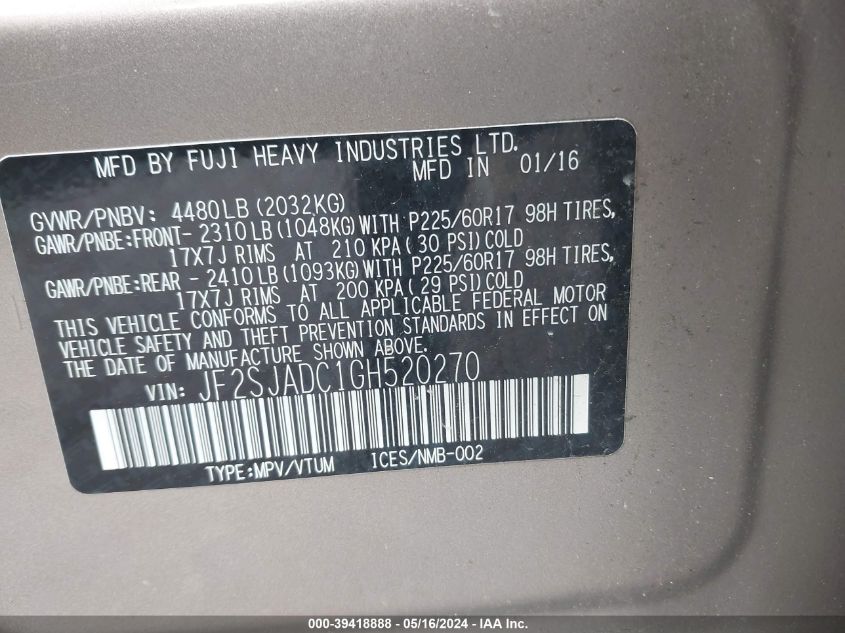 MFD BY FUJI HEAVY INDUSTRIES LTD.
MFD IN 01/16
GVWR/PNBV: 4480LB (2032KG)
GAWR/PNBE:FRONT- 2310LB (1048KG) WITH P225/60R17 98H TIRES,
17X7J RIMS AT 210 KPA( 30 PSI) COLD
GAWR/PNBE:REAR - 2410LB (1093KG) WITH P225/60R17 98H TIRES,
17X7J RIMS AT 200 KPA( 29 PSI) COLD
THIS VEHICLE CONFORMS TO ALL APPLICABLE FEDERAL MOTOR
VEHICLE SAFETY AND THEFT PREVENTION STANDARDS IN EFFECT ON
THE DATE OF MANUFACTURE SHOWN ABOVE.
VIN: JF2SJADC1GH520270
TYPE:MPV/VTUM ICES/NMB-002
000-39418888 - 05/16/2024 - IAA Inc.